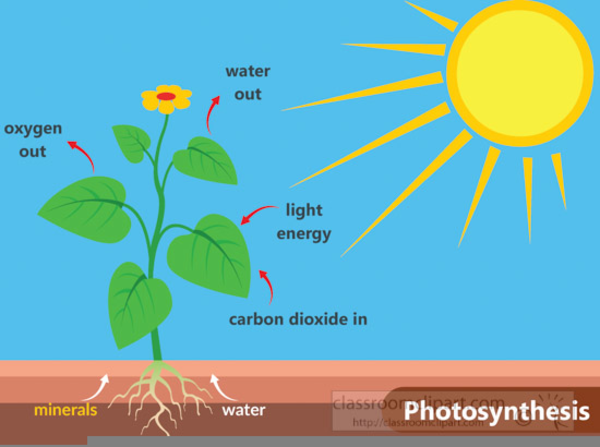 water
out
oxygen
out
light
energy
carbon dioxide in
minerals
water
classroomclipart.com
http://classroomclipart.com
Photosynthesis